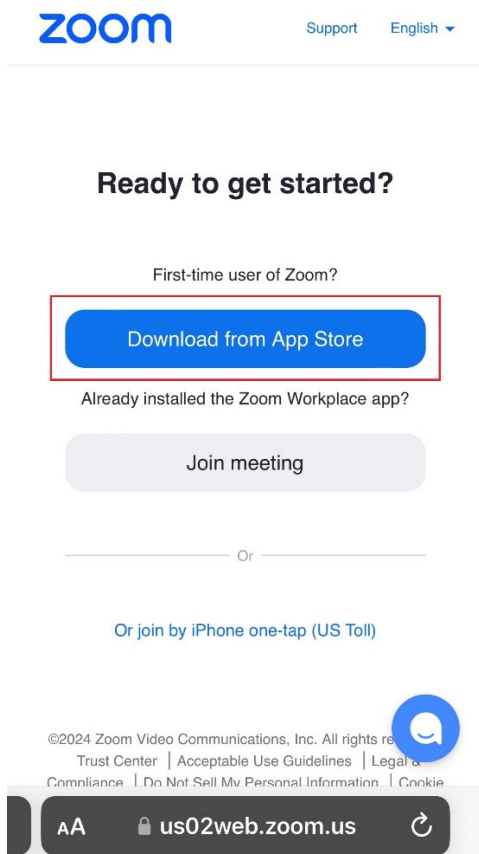 zoom
Support English
Ready to get started?
First-time user of Zoom?
Download from App Store
Already installed the Zoom Workplace app?
Join meeting
Or
Or join by iPhone one-tap (US Toll)
©2024 Zoom Video Communications, Inc. All rights
Trust Center | Acceptable Use Guidelines | Legal &
Compliance | Do Not Sell My Personal Information | Cookie
AA us02web.zoom.us